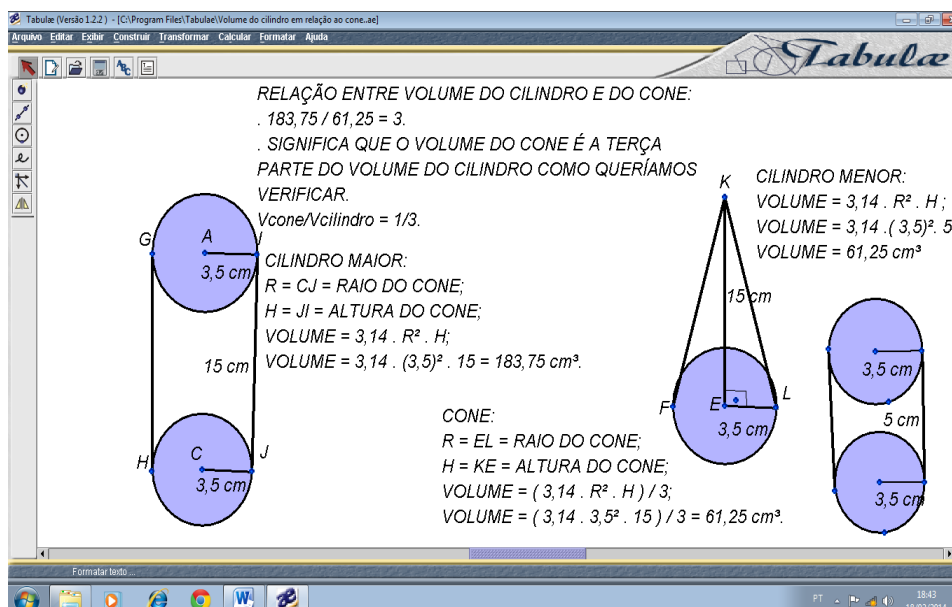 Tabulæ (Versão 1.2.2 ) - [C:\Program Files\Tabulae\Volume do cilindro em relação ao cone..ae]
Arquivo Editar Exibir Construir Transformar Calcular Formatar Ajuda
Tabulæ
RELAÇÃO ENTRE VOLUME DO CILINDRO E DO CONE:
. 183,75 / 61,25 = 3.
. SIGNIFICA QUE O VOLUME DO CONE É A TERÇA
PARTE DO VOLUME DO CILINDRO COMO QUERÍAMOS
VERIFICAR.
Vcone/Vcilindro = 1/3.
G
A
I
3,5 cm
15 cm
H
C
J
3,5 cm
CILINDRO MAIOR:
R = CJ = RAIO DO CONE;
H = JI = ALTURA DO CONE;
VOLUME = 3,14 . R² . H;
VOLUME = 3,14 . (3,5)² . 15 = 183,75 cm³.
CONE:
R = EL = RAIO DO CONE;
H = KE = ALTURA DO CONE;
VOLUME = ( 3,14 . R² . H ) / 3;
VOLUME = ( 3,14 . 3,5² . 15 ) / 3 = 61,25 cm³.
K
15 cm
F
E
L
3,5 cm
CILINDRO MENOR:
VOLUME = 3,14 . R² . H ;
VOLUME = 3,14 .( 3,5)². 5
VOLUME = 61,25 cm³
3,5 cm
5 cm
3,5 cm
Formatar texto ...
PT
18:43